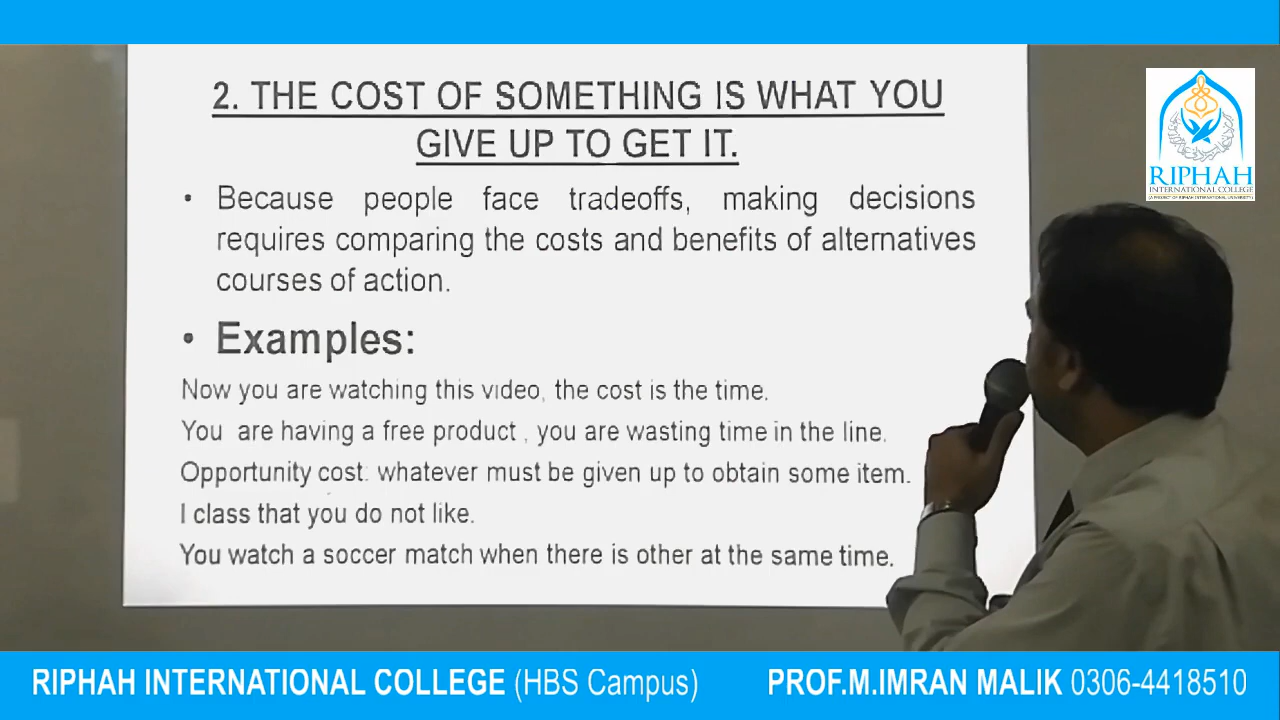 2. THE COST OF SOMETHING IS WHAT YOU
GIVE UP TO GET IT.
• Because people face tradeoffs, making decisions
requires comparing the costs and benefits of alternatives
courses of action.
• Examples:
Now you are watching this video, the cost is the time.
You are having a free product , you are wasting time in the line.
Opportunity cost: whatever must be given up to obtain some item.
I class that you do not like.
You watch a soccer match when there is other at the same time.
RIPHAH
INTERNATIONAL COLLEGE
(A PROJECT OF RIPHAH INTERNATIONAL UNIVERSITY)
RIPHAH INTERNATIONAL COLLEGE (HBS Campus) PROF.M.IMRAN MALIK 0306-4418510